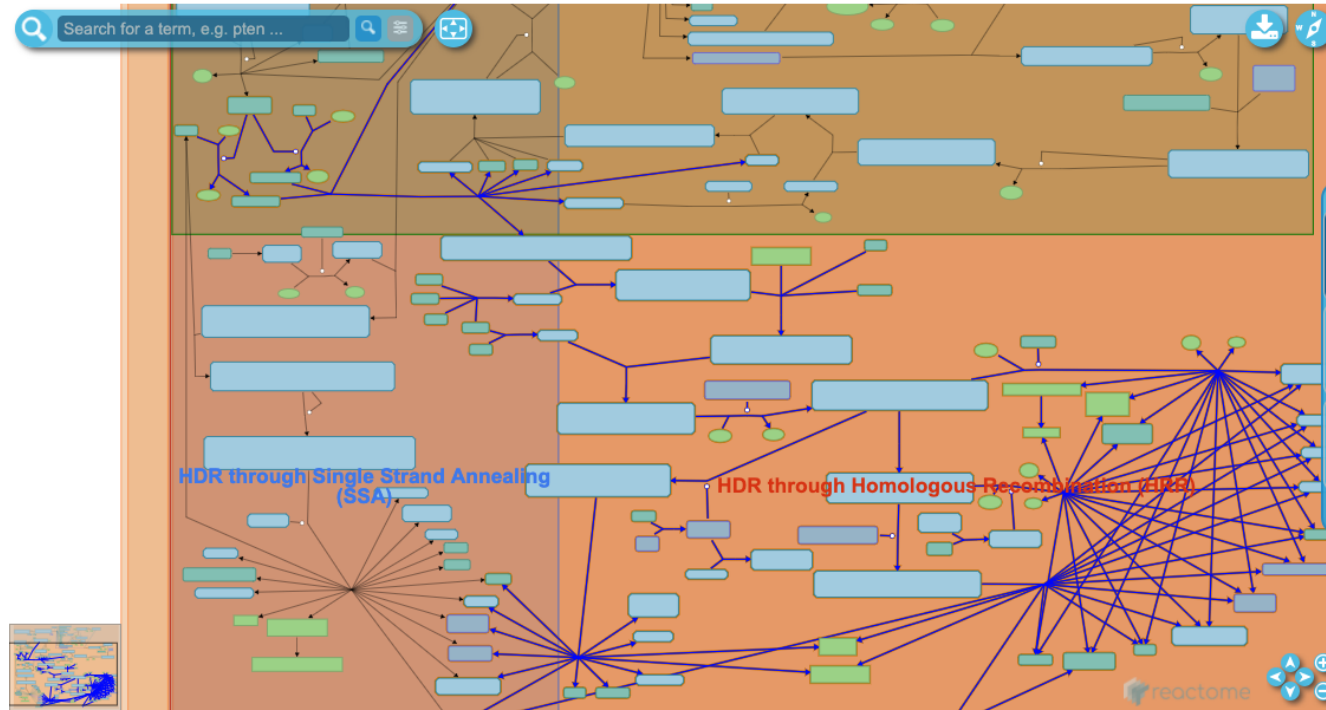 Search for a term, e.g. pten ...
N
W
S
HDR through Single Strand Annealing
(SSA)
HDR through Homologous Recombination (HRR)
reactome